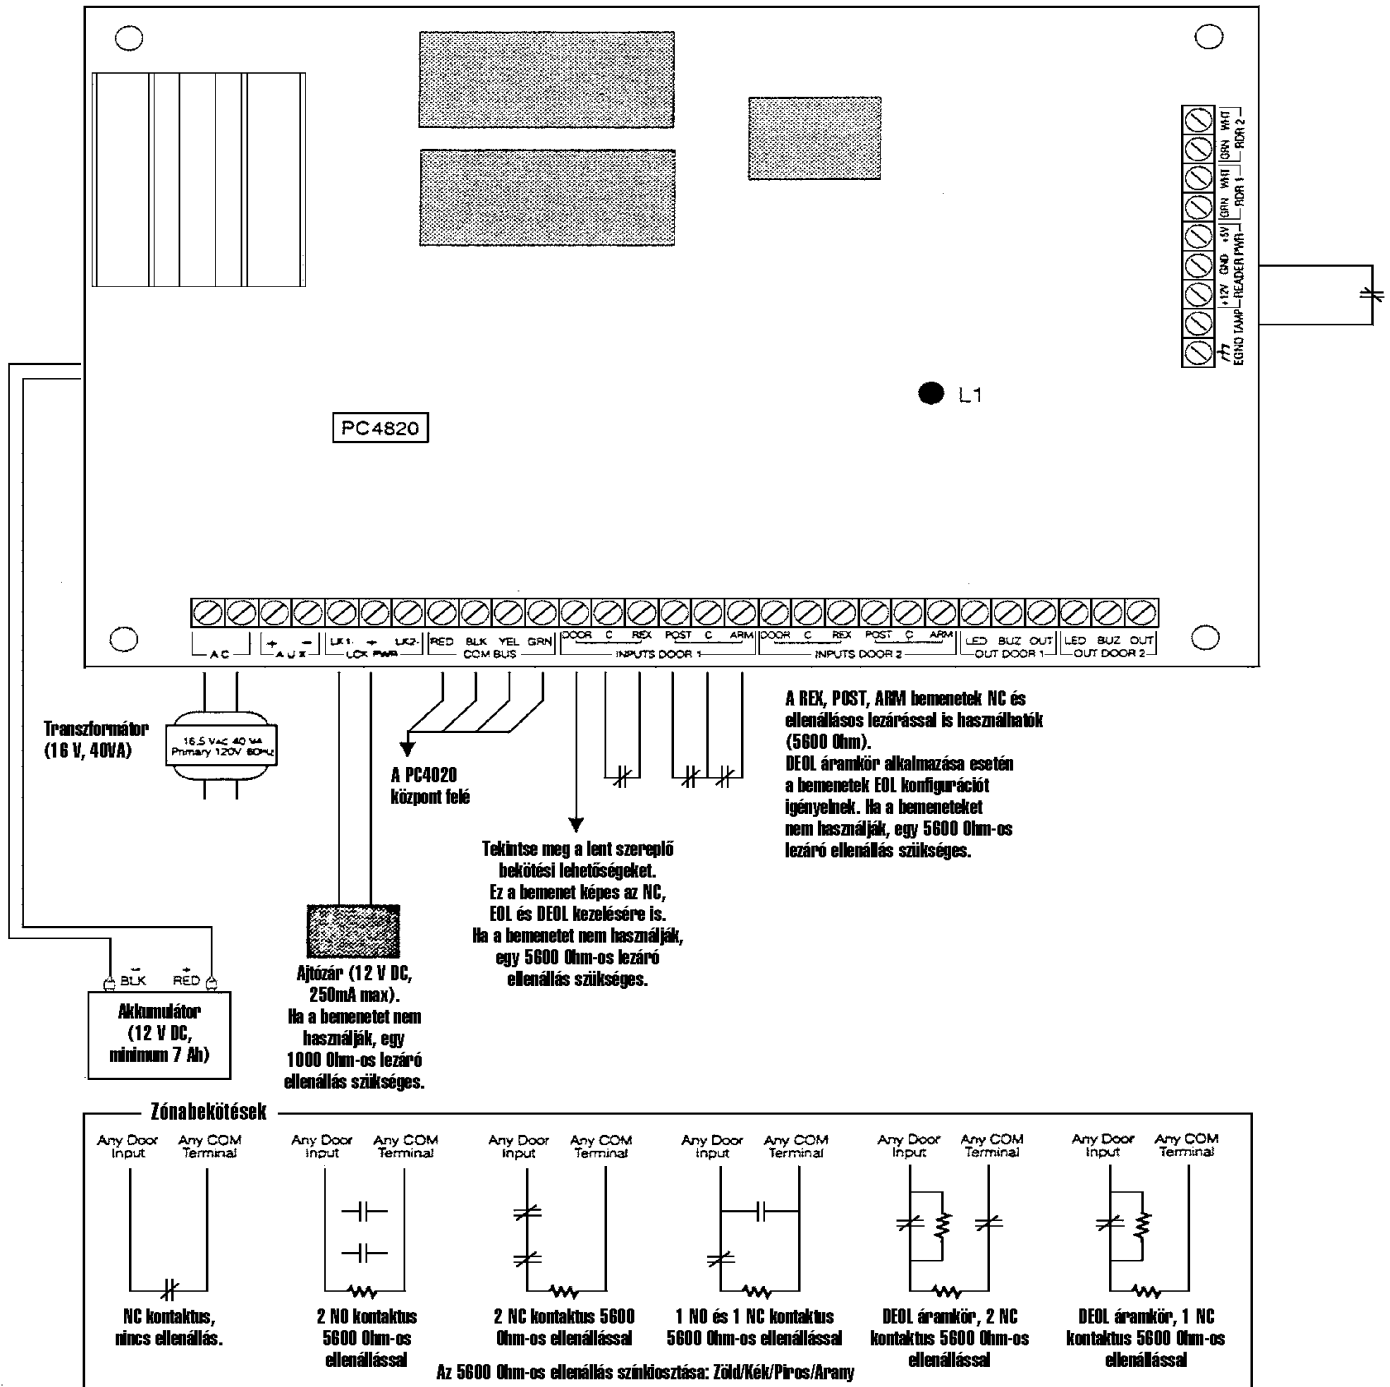 WHT
GRN
RDR 2
WHT
GRN
RDR 1
+5V
GND
+12V
READER PWR
TAMP
EGND
L1
PC4820
DOOR C REX POST C ARM DOOR C REX POST C ARM
+ - LK1- + LK2- RED BLK YEL GRN LED BUZ OUT LED BUZ OUT
AC AUX LCK PWR COM BUS INPUTS DOOR 1 INPUTS DOOR 2 OUT DOOR 1 OUT DOOR 2
Transzformátor
(16 V, 40VA)
16.5 VAC 40 VA
Primary 120V 60Hz
A PC4020
központ felé
A REX, POST, ARM bemenetek NC és
ellenállásos lezárással is használhatók
(5600 Ohm).
DEOL áramkör alkalmazása esetén
a bemenetek EOL konfigurációt
igényelnek. Ha a bemeneteket
nem használják, egy 5600 Ohm-os
lezáró ellenállás szükséges.
Tekintse meg a lent szereplő
bekötési lehetőségeket.
Ez a bemenet képes az NC,
EOL és DEOL kezelésére is.
Ha a bemenetet nem használják,
egy 5600 Ohm-os lezáró
ellenállás szükséges.
- +
BLK RED
Akkumulátor
(12 V DC,
minimum 7 Ah)
Ajtózár (12 V DC,
250mA max).
Ha a bemenetet nem
használják, egy
1000 Ohm-os lezáró
ellenállás szükséges.
Zónabekötések
Any Door Any COM
Input Terminal
NC kontaktus,
nincs ellenállás.
Any Door Any COM
Input Terminal
2 NO kontaktus
5600 Ohm-os
ellenállással
Any Door Any COM
Input Terminal
2 NC kontaktus 5600
Ohm-os ellenállással
Any Door Any COM
Input Terminal
1 NO és 1 NC kontaktus
5600 Ohm-os ellenállással
Any Door Any COM
Input Terminal
DEOL áramkör, 2 NC
kontaktus 5600 Ohm-os
ellenállással
Any Door Any COM
Input Terminal
DEOL áramkör, 1 NC
kontaktus 5600 Ohm-os
ellenállással
Az 5600 Ohm-os ellenállás színkiosztása: Zöld/Kék/Piros/Arany